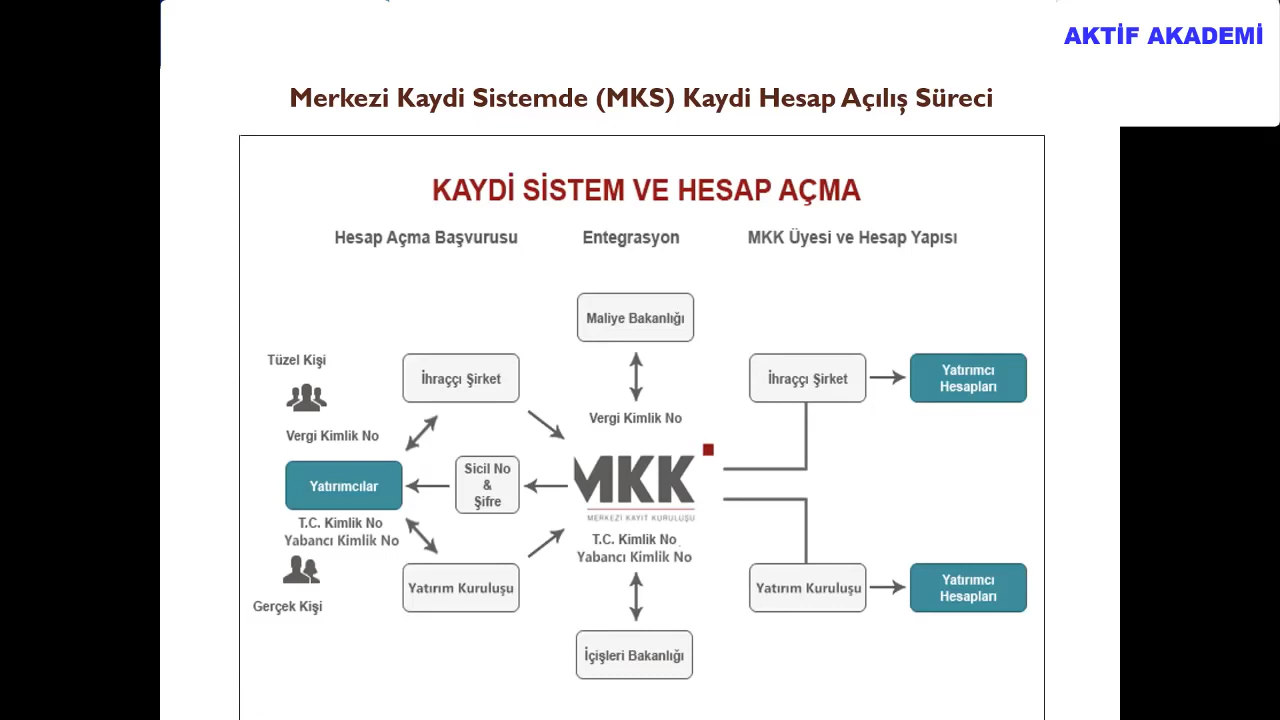 AKTİF AKADEMİ
Merkezi Kaydi Sistemde (MKS) Kaydi Hesap Açılış Süreci
KAYDİ SİSTEM VE HESAP AÇMA
Hesap Açma Başvurusu
Entegrasyon
MKK Üyesi ve Hesap Yapısı
Maliye Bakanlığı
Tüzel Kişi
İhraççı Şirket
İhraççı Şirket
Yatırımcı
Hesapları
Vergi Kimlik No
Vergi Kimlik No
Yatırımcılar
Sicil No
&
Şifre
MKK
MERKEZİ KAYIT KURULUŞU
T.C. Kimlik No
Yabancı Kimlik No
T.C. Kimlik No
Yabancı Kimlik No
Gerçek Kişi
Yatırım Kuruluşu
Yatırım Kuruluşu
Yatırımcı
Hesapları
İçişleri Bakanlığı